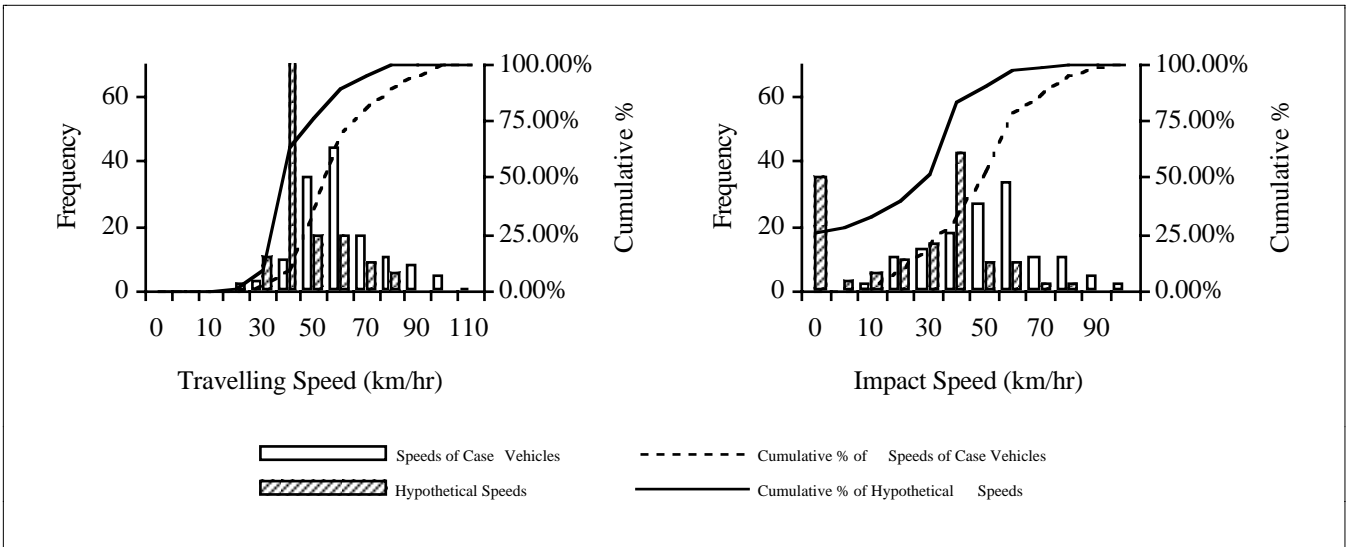 60
40
20
0
Frequency
100.00%
75.00%
50.00%
25.00%
0.00%
Cumulative %
0 10 30 50 70 90 110
Travelling Speed (km/hr)
60
40
20
0
Frequency
100.00%
75.00%
50.00%
25.00%
0.00%
Cumulative %
0 10 30 50 70 90
Impact Speed (km/hr)
Speeds of Case Vehicles
Cumulative % of Speeds of Case Vehicles
Hypothetical Speeds
Cumulative % of Hypothetical Speeds